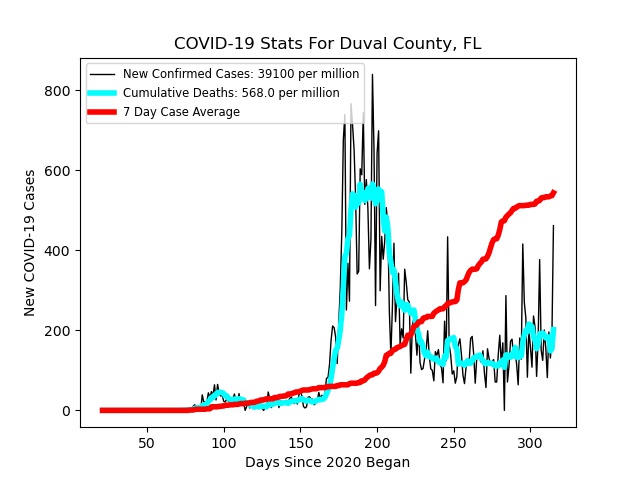 COVID-19 Stats For Duval County, FL
New Confirmed Cases: 39100 per million
Cumulative Deaths: 568.0 per million
7 Day Case Average
New COVID-19 Cases
800
600
400
200
0
50 100 150 200 250 300
Days Since 2020 Began